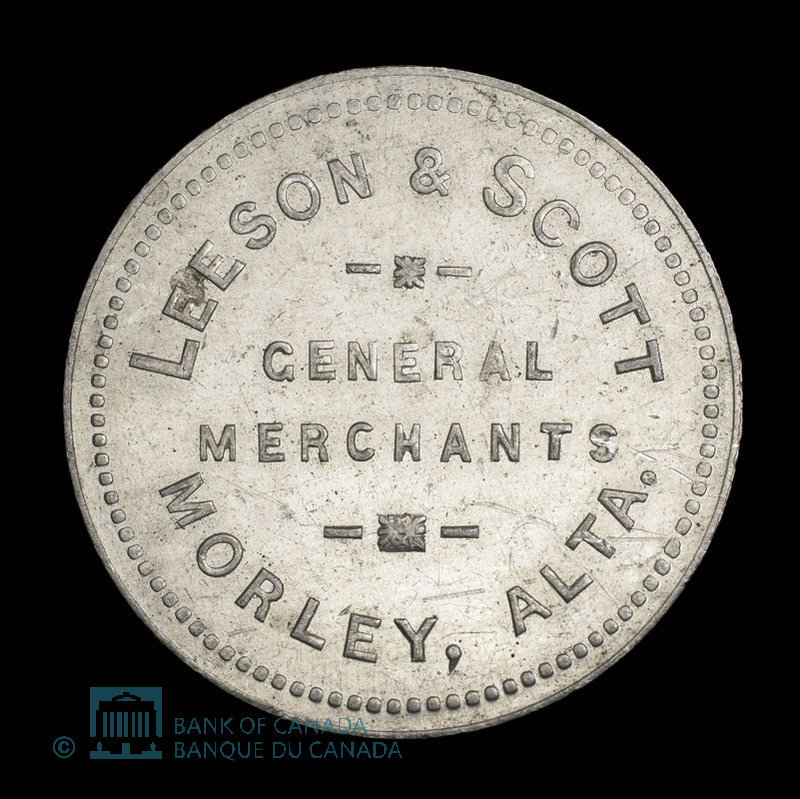 LEESON & SCOTT
GENERAL
MERCHANTS
MORLEY, ALTA.
© BANK OF CANADA
BANQUE DU CANADA